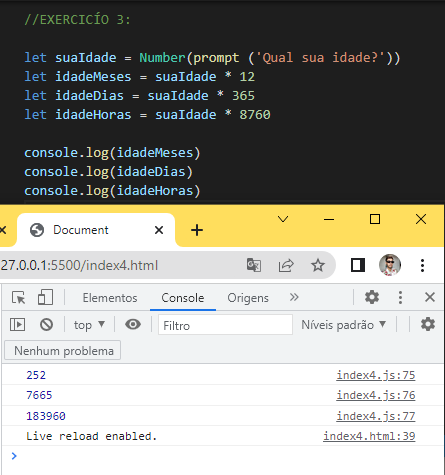 //EXERCICÍO 3:
let suaIdade = Number(prompt ('Qual sua idade?'))
let idadeMeses = suaIdade * 12
let idadeDias = suaIdade * 365
let idadeHoras = suaIdade * 8760
console.log(idadeMeses)
console.log(idadeDias)
console.log(idadeHoras)
Document
27.0.0.1:5500/index4.html
Elementos Console Origens
top Filtro Níveis padrão
Nenhum problema
252 index4.js:75
7665 index4.js:76
183960 index4.js:77
Live reload enabled. index4.html:39